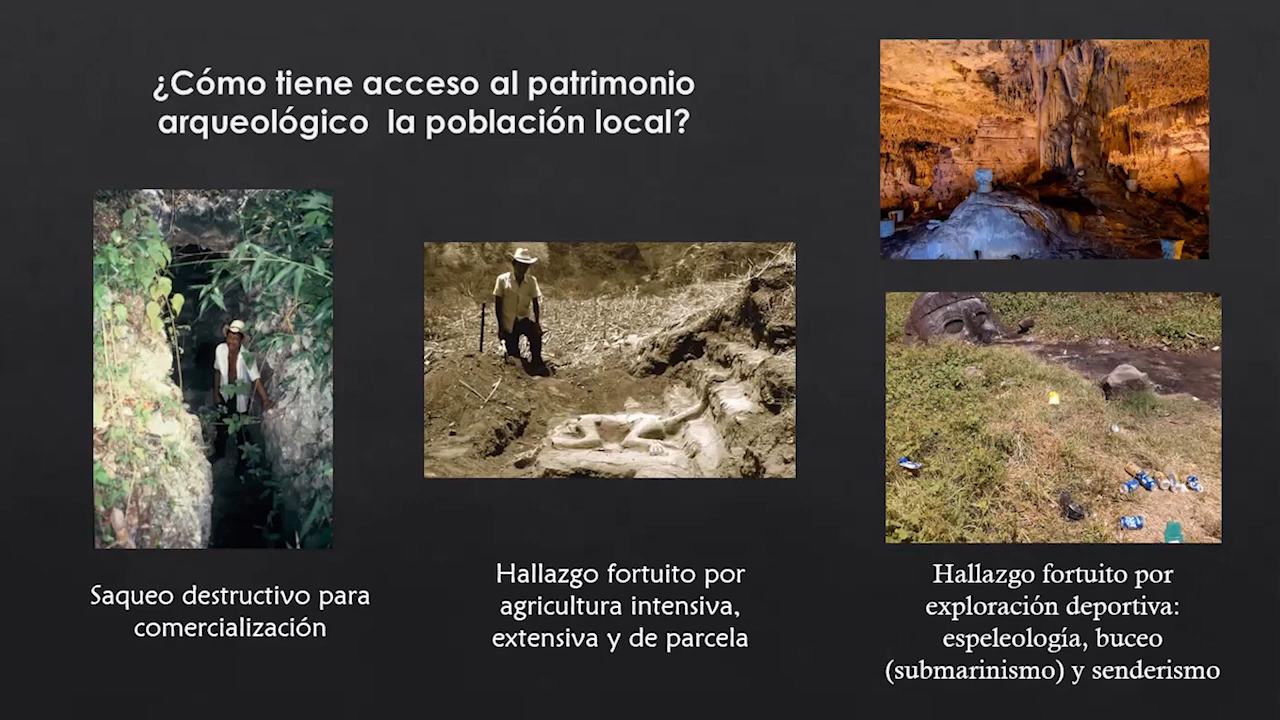 ¿Cómo tiene acceso al patrimonio
arqueológico la población local?
Saqueo destructivo para
comercialización
Hallazgo fortuito por
agricultura intensiva,
extensiva y de parcela
Hallazgo fortuito por
exploración deportiva:
espeleología, buceo
(submarinismo) y senderismo